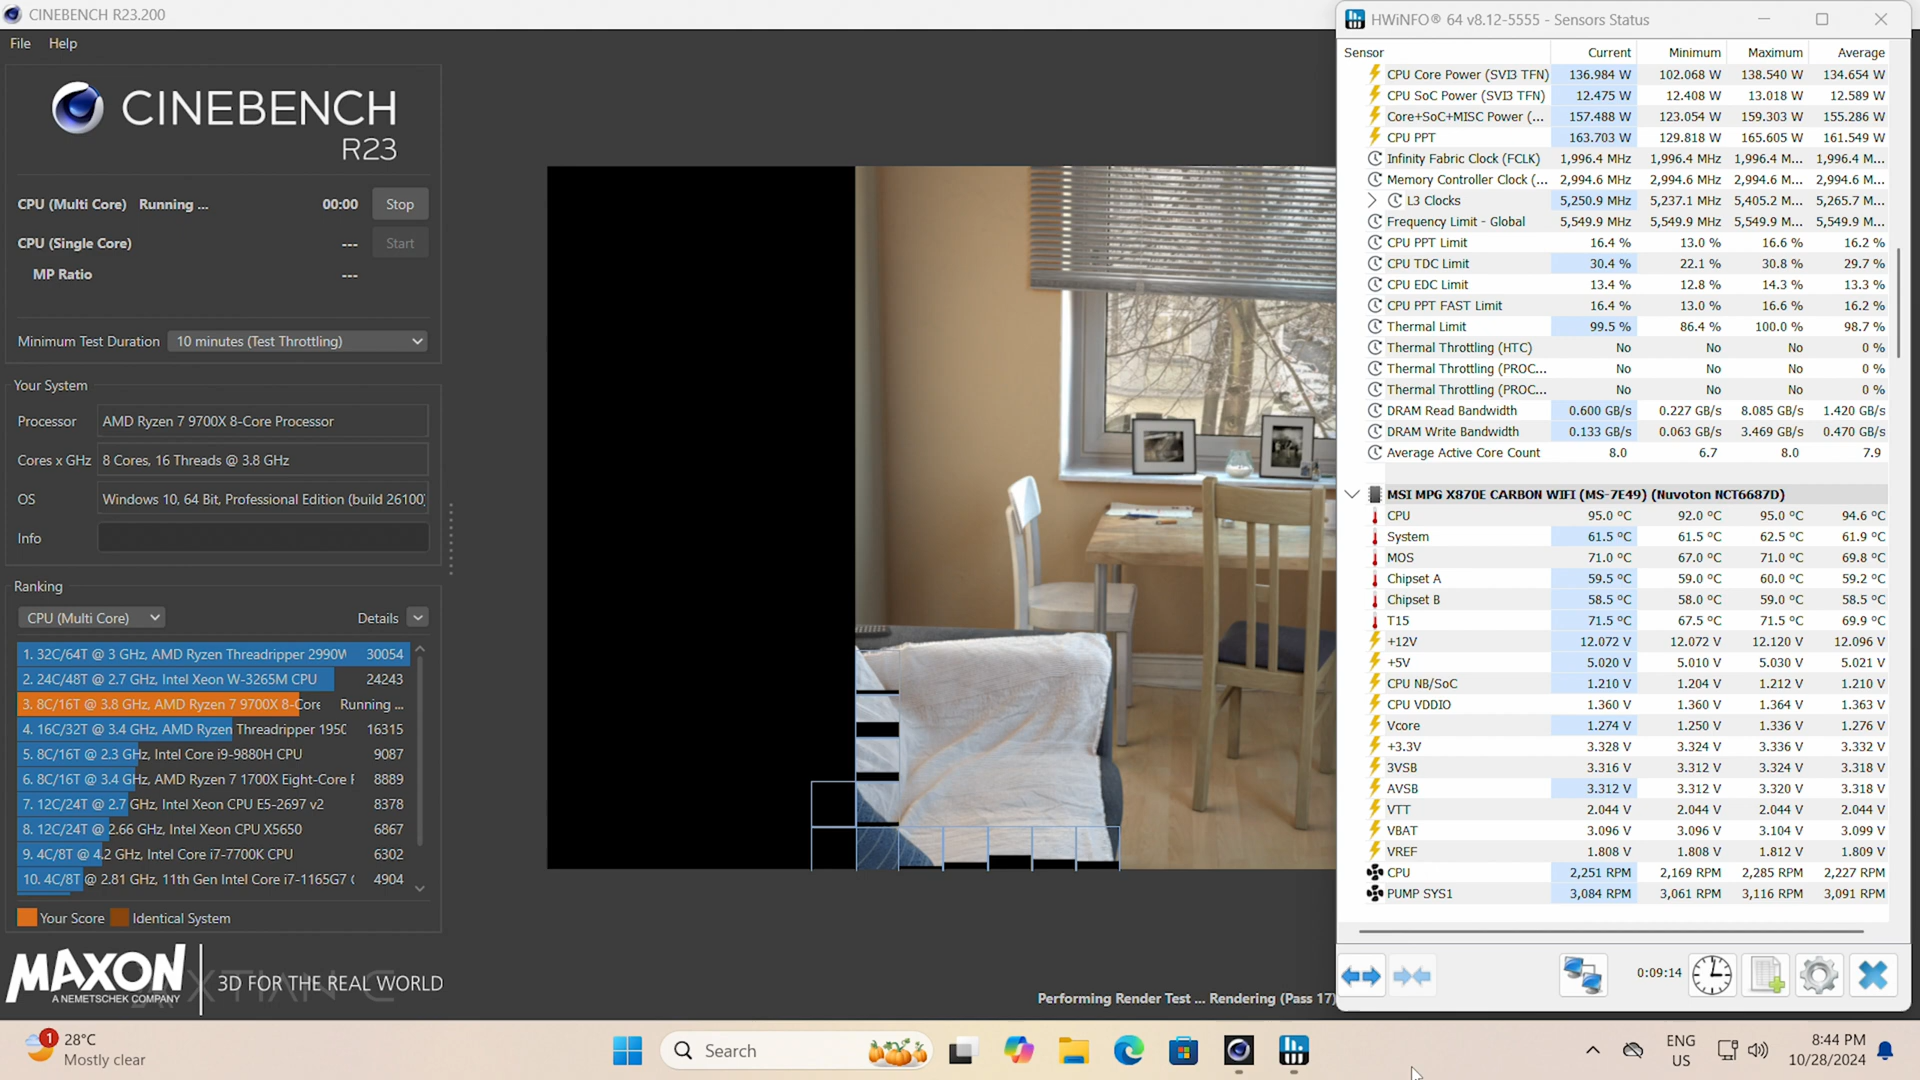 CINEBENCH R23.200
File Help
CINEBENCH
R23
CPU (Multi Core) Running ... 00:00 Stop
CPU (Single Core) --- Start
MP Ratio ---
Minimum Test Duration 10 minutes (Test Throttling)
Your System
Processor AMD Ryzen 7 9700X 8-Core Processor
Cores x GHz 8 Cores, 16 Threads @ 3.8 GHz
OS Windows 10, 64 Bit, Professional Edition (build 26100)
Info
Ranking
CPU (Multi Core) Details
1. 32C/64T @ 3 GHz, AMD Ryzen Threadripper 2990W 30054
2. 24C/48T @ 2.7 GHz, Intel Xeon W-3265M CPU 24243
3. 8C/16T @ 3.8 GHz, AMD Ryzen 7 9700X 8-Core Running ...
4. 16C/32T @ 3.4 GHz, AMD Ryzen Threadripper 1950 16315
5. 8C/16T @ 2.3 GHz, Intel Core i9-9880H CPU 9087
6. 8C/16T @ 3.4 GHz, AMD Ryzen 7 1700X Eight-Core 8889
7. 12C/24T @ 2.7 GHz, Intel Xeon CPU E5-2697 v2 8378
8. 12C/24T @ 2.66 GHz, Intel Xeon CPU X5650 6867
9. 4C/8T @ 4.2 GHz, Intel Core i7-7700K CPU 6302
10. 4C/8T @ 2.81 GHz, 11th Gen Intel Core i7-1165G7 4904
Your Score Identical System
MAXON
A NEMETSCHEK COMPANY
3D FOR THE REAL WORLD
Performing Render Test ... Rendering (Pass 17)
HWiNFO® 64 v8.12-5555 - Sensors Status
Sensor Current Minimum Maximum Average
CPU Core Power (SVI3 TFN) 136.984 W 102.068 W 138.540 W 134.654 W
CPU SoC Power (SVI3 TFN) 12.475 W 12.408 W 13.018 W 12.589 W
Core+SoC+MISC Power (... 157.488 W 123.054 W 159.303 W 155.286 W
CPU PPT 163.703 W 129.818 W 165.605 W 161.549 W
Infinity Fabric Clock (FCLK) 1,996.4 MHz 1,996.4 MHz 1,996.4 M... 1,996.4 M...
Memory Controller Clock (... 2,994.6 MHz 2,994.6 MHz 2,994.6 M... 2,994.6 M...
L3 Clocks 5,250.9 MHz 5,237.1 MHz 5,405.2 M... 5,265.7 M...
Frequency Limit - Global 5,549.9 MHz 5,549.9 MHz 5,549.9 M... 5,549.9 M...
CPU PPT Limit 16.4 % 13.0 % 16.6 % 16.2 %
CPU TDC Limit 30.4 % 22.1 % 30.8 % 29.7 %
CPU EDC Limit 13.4 % 12.8 % 14.3 % 13.3 %
CPU PPT FAST Limit 16.4 % 13.0 % 16.6 % 16.2 %
Thermal Limit 99.5 % 86.4 % 100.0 % 98.7 %
Thermal Throttling (HTC) No No No 0 %
Thermal Throttling (PROC... No No No 0 %
Thermal Throttling (PROC... No No No 0 %
DRAM Read Bandwidth 0.600 GB/s 0.227 GB/s 8.085 GB/s 1.420 GB/s
DRAM Write Bandwidth 0.133 GB/s 0.063 GB/s 3.469 GB/s 0.470 GB/s
Average Active Core Count 8.0 6.7 8.0 7.9
MSI MPG X870E CARBON WIFI (MS-7E49) (Nuvoton NCT6687D)
CPU 95.0 °C 92.0 °C 95.0 °C 94.6 °C
System 61.5 °C 61.5 °C 62.5 °C 61.9 °C
MOS 71.0 °C 67.0 °C 71.0 °C 69.8 °C
Chipset A 59.5 °C 59.0 °C 60.0 °C 59.2 °C
Chipset B 58.5 °C 58.0 °C 59.0 °C 58.5 °C
T15 71.5 °C 67.5 °C 71.5 °C 69.9 °C
+12V 12.072 V 12.072 V 12.120 V 12.096 V
+5V 5.020 V 5.010 V 5.030 V 5.021 V
CPU NB/SoC 1.210 V 1.204 V 1.212 V 1.210 V
CPU VDDIO 1.360 V 1.360 V 1.364 V 1.363 V
Vcore 1.274 V 1.250 V 1.336 V 1.276 V
+3.3V 3.328 V 3.324 V 3.336 V 3.332 V
3VSB 3.316 V 3.312 V 3.324 V 3.318 V
AVSB 3.312 V 3.312 V 3.320 V 3.318 V
VTT 2.044 V 2.044 V 2.044 V 2.044 V
VBAT 3.096 V 3.096 V 3.104 V 3.099 V
VREF 1.808 V 1.808 V 1.812 V 1.809 V
CPU 2,251 RPM 2,169 RPM 2,285 RPM 2,227 RPM
PUMP SYS1 3,084 RPM 3,061 RPM 3,116 RPM 3,091 RPM
0:09:14
1
28°C
Mostly clear
Search
ENG
US
8:44 PM
10/28/2024